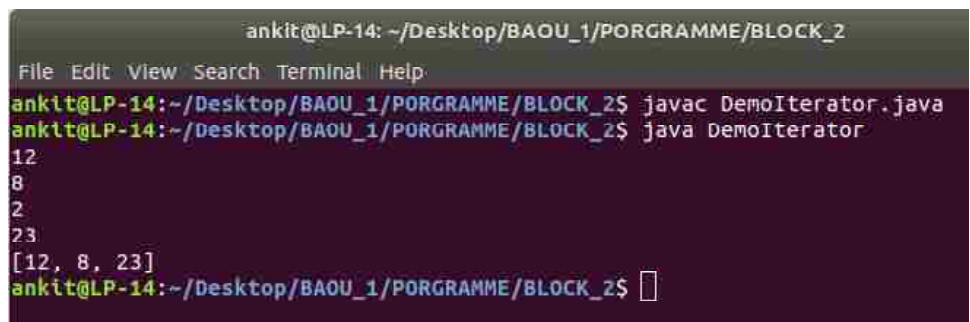 ankit@LP-14: ~/Desktop/BAOU_1/PORGRAMME/BLOCK_2
File Edit View Search Terminal Help
ankit@LP-14:~/Desktop/BAOU_1/PORGRAMME/BLOCK_2$ javac DemoIterator.java
ankit@LP-14:~/Desktop/BAOU_1/PORGRAMME/BLOCK_2$ java DemoIterator
12
8
2
23
[12, 8, 23]
ankit@LP-14:~/Desktop/BAOU_1/PORGRAMME/BLOCK_2$